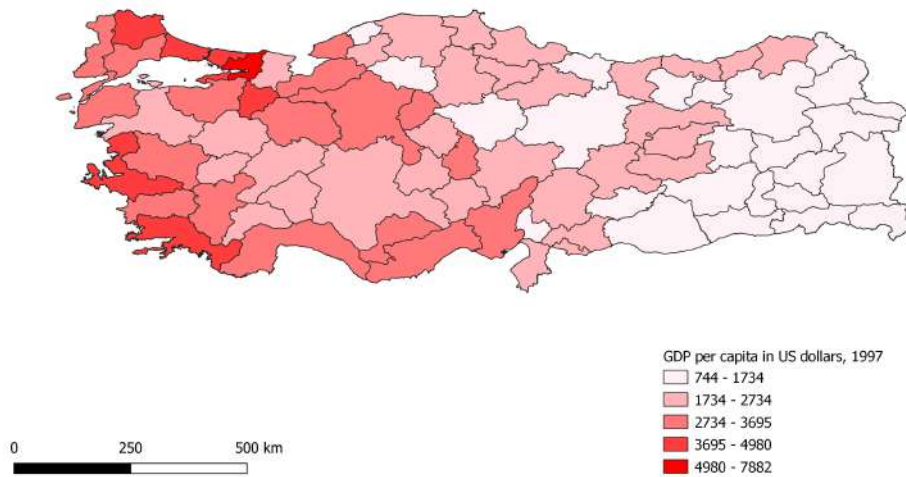 GDP per capita in US dollars, 1997
744 - 1734
1734 - 2734
2734 - 3695
3695 - 4980
4980 - 7882
0 250 500 km